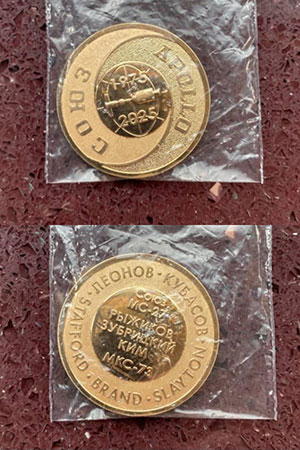 СОЮЗ
APOLLO
1975
2025
ЛЕОНОВ · КУБАСОВ
STAFFORD · BRAND · SLAYTON
СОЮЗ
МС-27
РЫЖИКОВ
ЗУБРИЦКИЙ
КИМ
МКС-73